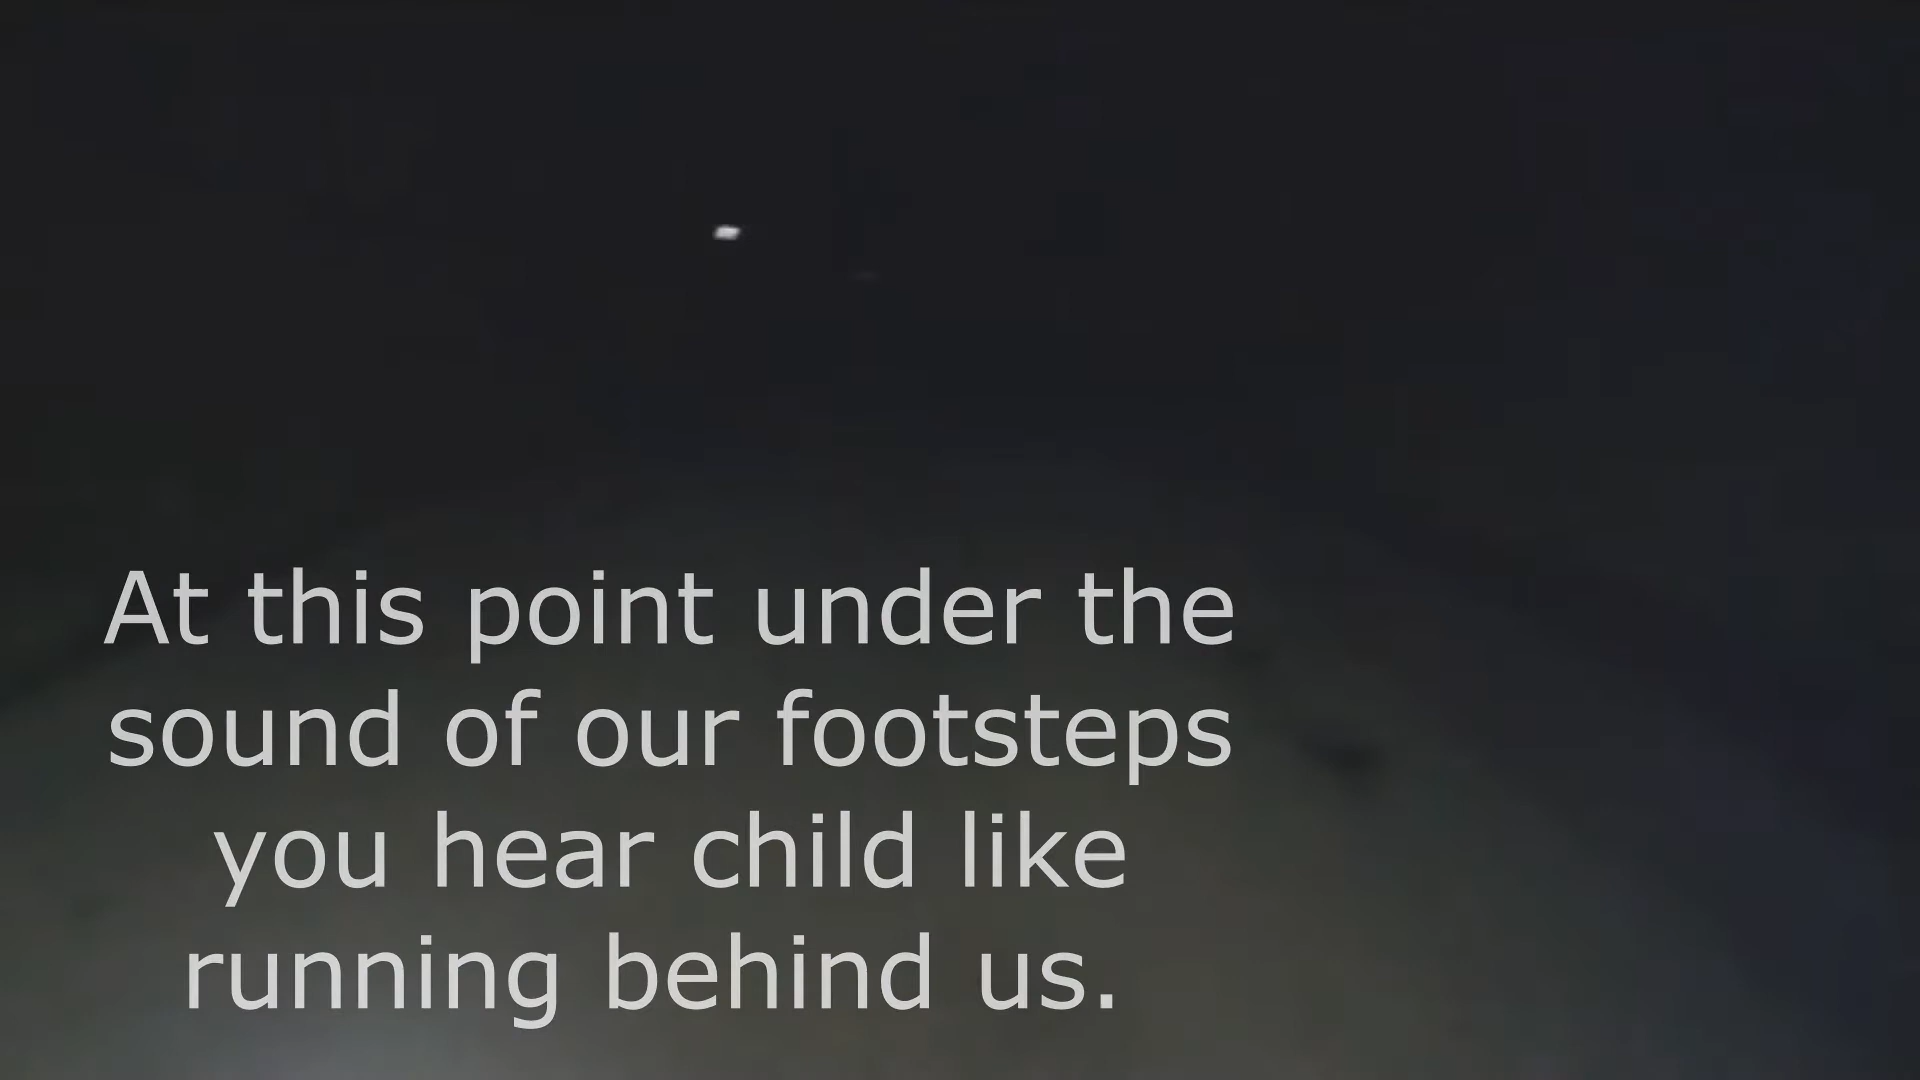 At this point under the
sound of our footsteps
you hear child like
running behind us.